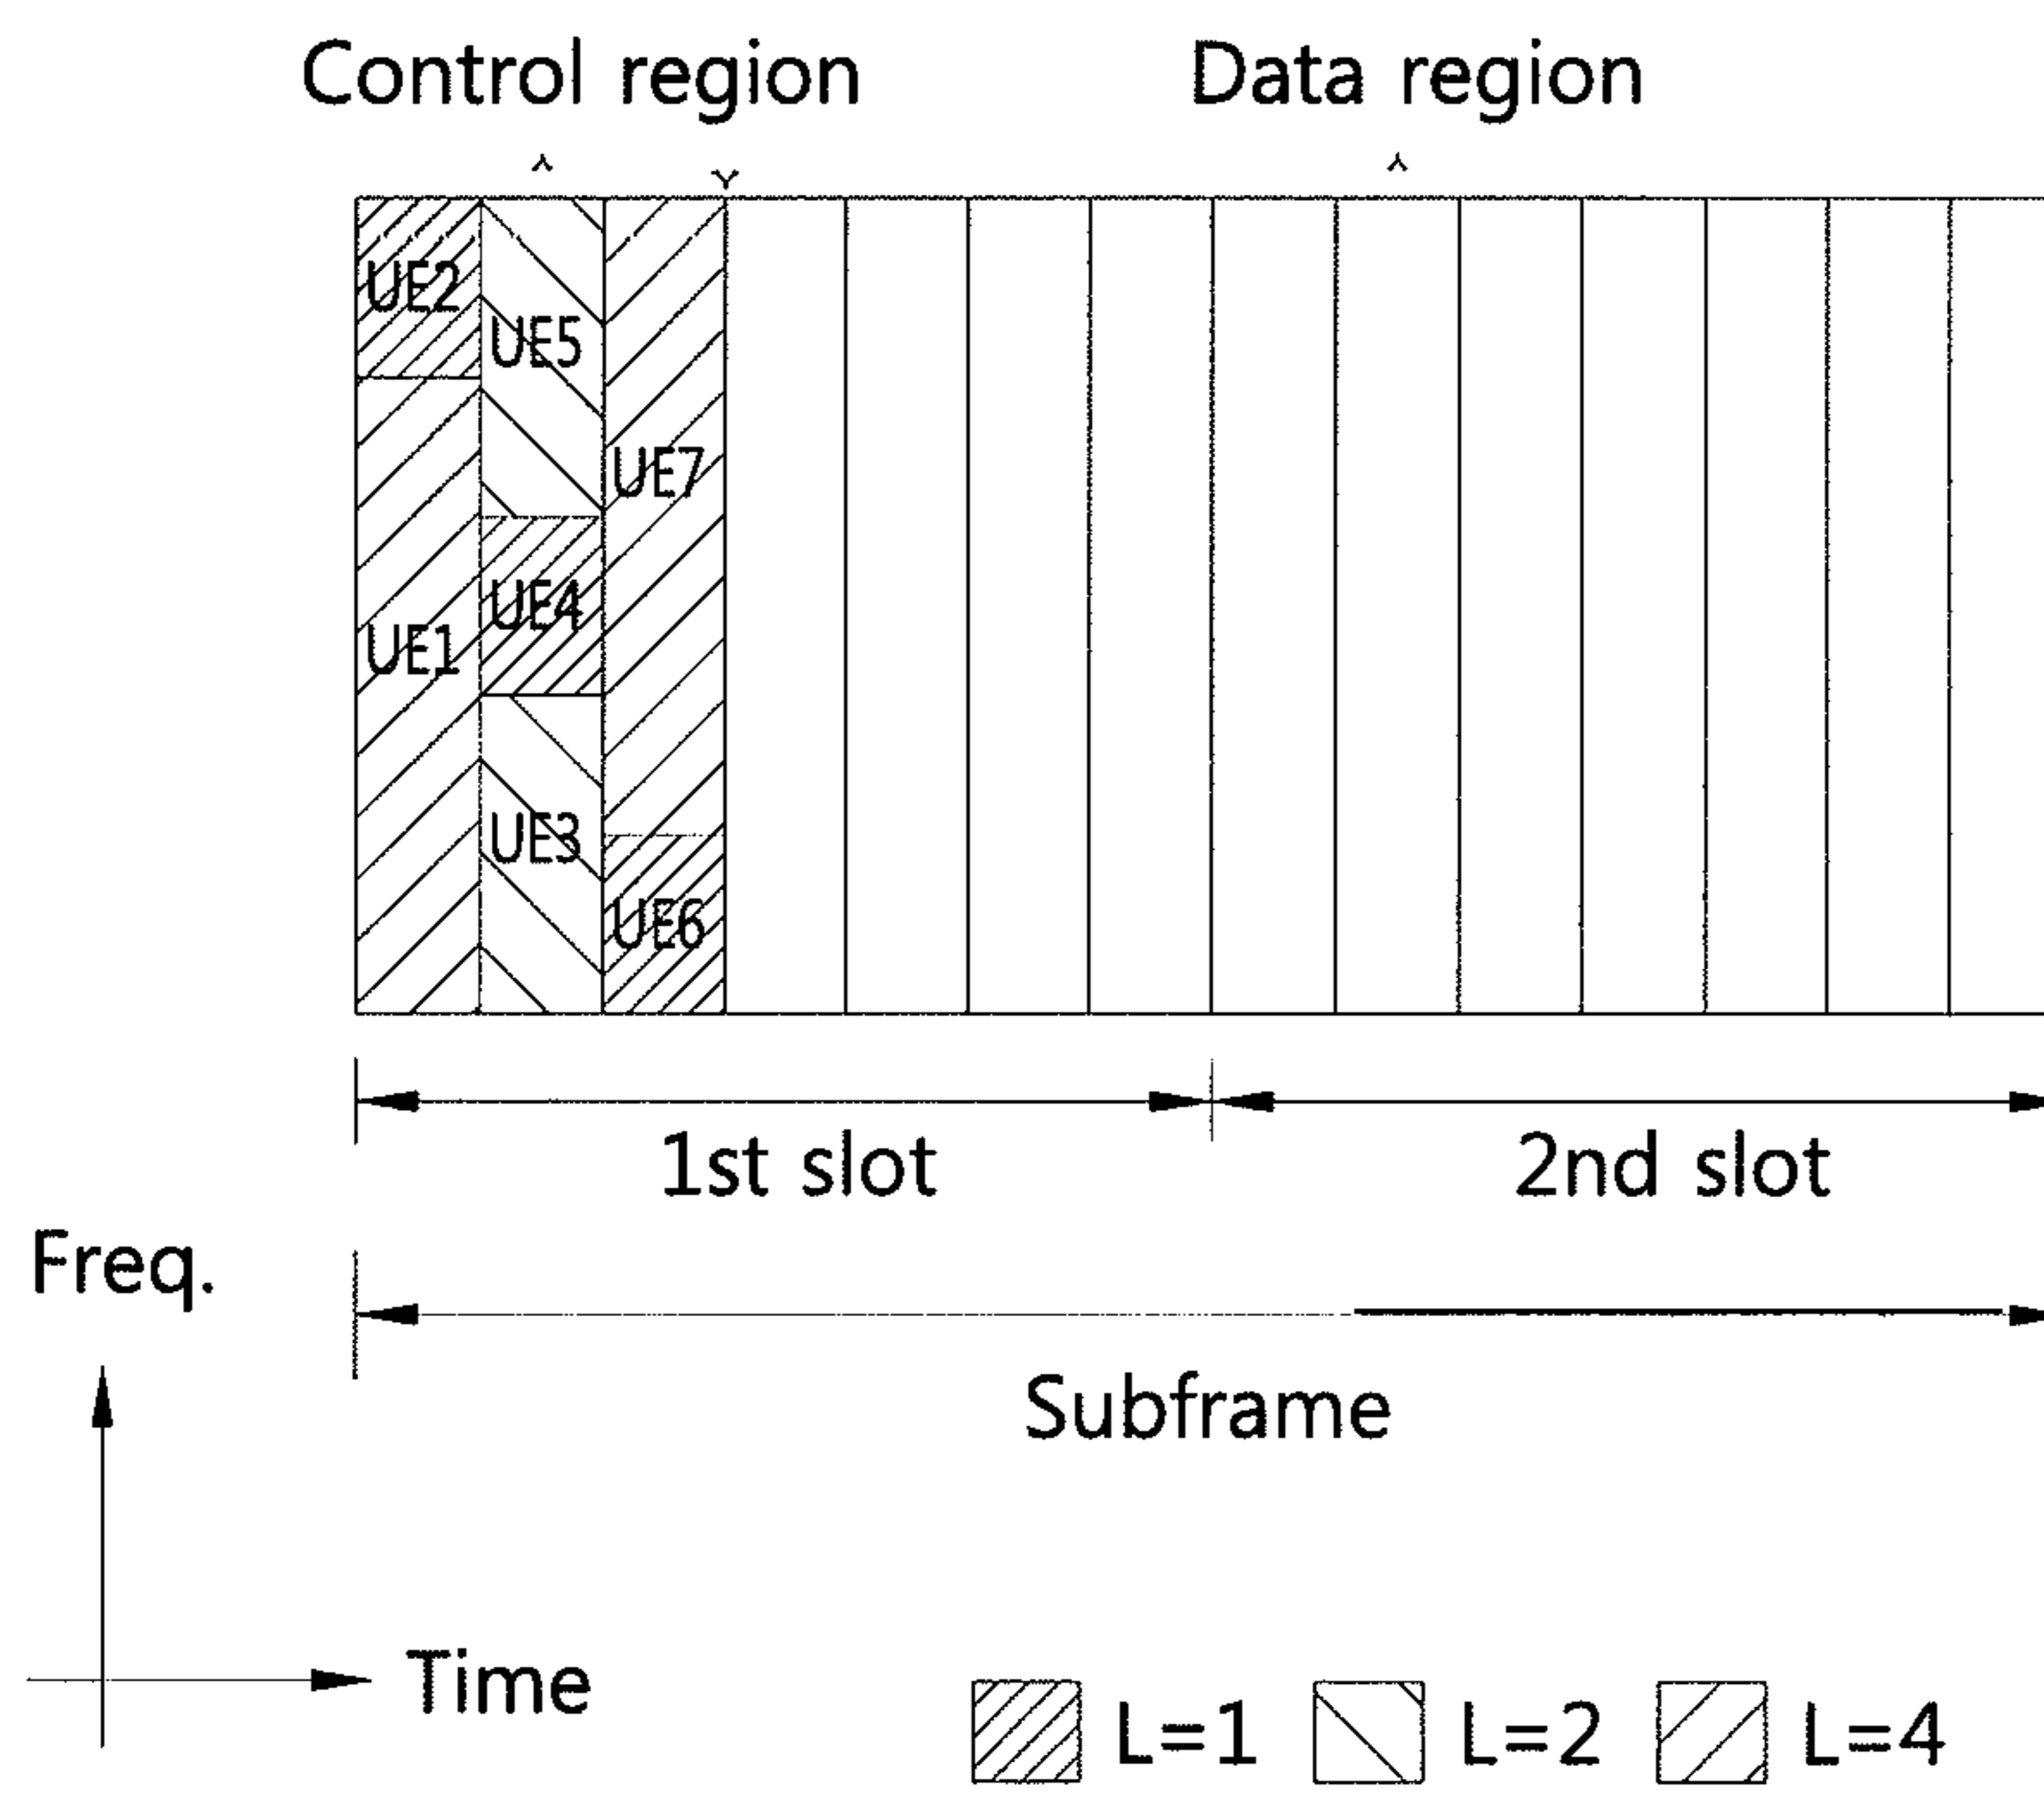 Control region Data region
UE2
UE5
UE7
UE4
UE1
UE3
UE6
1st slot 2nd slot
Freq.
Subframe
Time
L=1 L=2 L=4